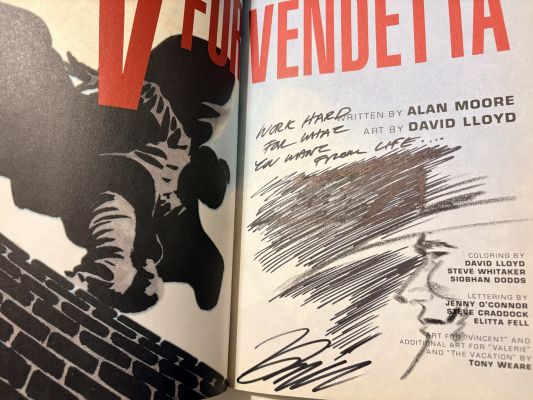 V FOR VENDETTA
WORK HARD
WRITTEN BY ALAN MOORE
FOR WHAT
ART BY DAVID LLOYD
YOU WANT FROM LIFE....
COLORING BY
DAVID LLOYD
STEVE WHITAKER
SIOBHAN DODDS
LETTERING BY
JENNY O'CONNOR
STEVE CRADDOCK
ELITTA FELL
ART FOR "VINCENT" AND
ADDITIONAL ART FOR "VALERIE"
AND "THE VACATION" BY
TONY WEARE